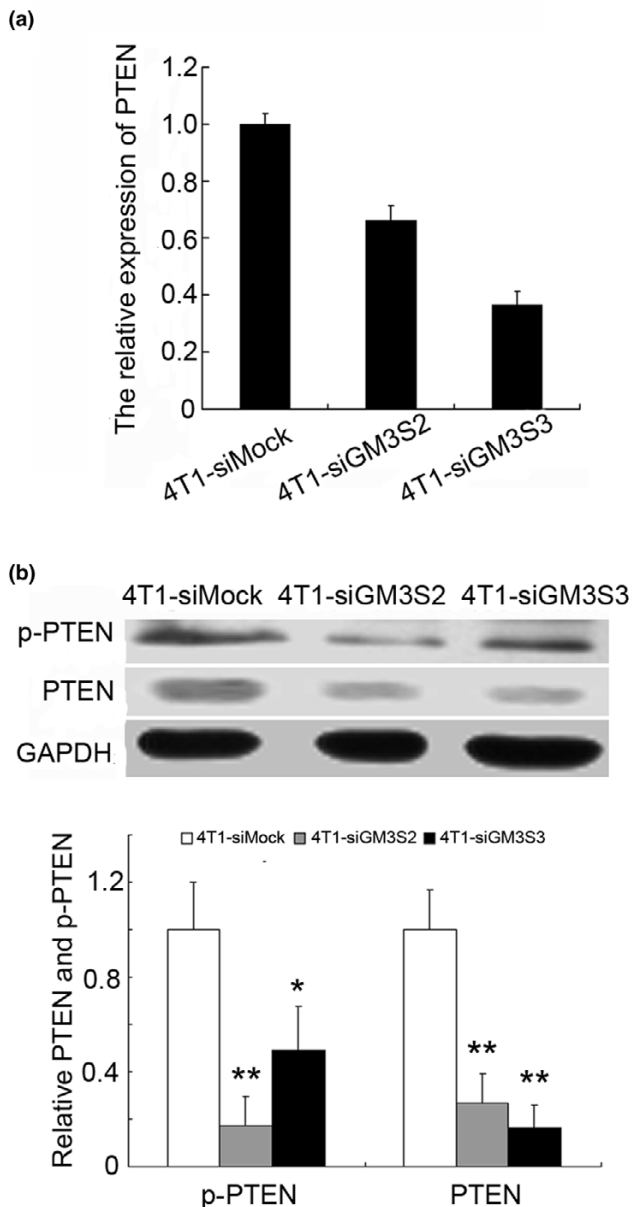 (a)
The relative expression of PTEN
1.2
1.0
0.8
0.6
0.4
0.2
0
4T1-siMock
4T1-siGM3S2
4T1-siGM3S3
(b)
4T1-siMock 4T1-siGM3S2 4T1-siGM3S3
p-PTEN
PTEN
GAPDH
Relative PTEN and p-PTEN
4T1-siMock 4T1-siGM3S2 4T1-siGM3S3
1.2
0.8
0.4
0
**
*
**
**
p-PTEN
PTEN